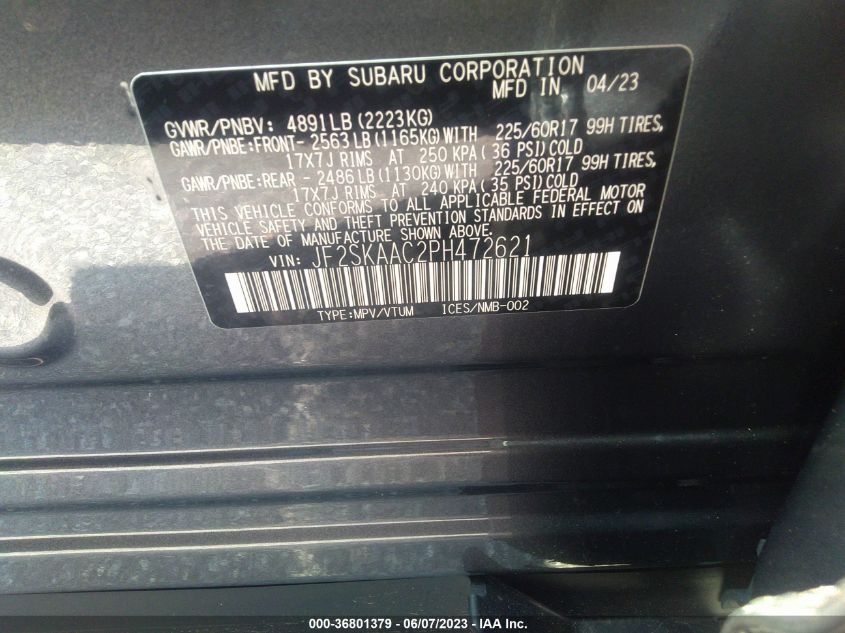 MFD BY SUBARU CORPORATION
MFD IN 04/23
GVWR/PNBV: 4891LB(2223KG)
GAWR/PNBE:FRONT- 2563LB(1165KG)WITH 225/60R17 99H TIRES,
17X7J RIMS AT 250 KPA( 36 PSI)COLD
GAWR/PNBE:REAR - 2486LB(1130KG)WITH 225/60R17 99H TIRES,
17X7J RIMS AT 240 KPA( 35 PSI)COLD
THIS VEHICLE CONFORMS TO ALL APPLICABLE FEDERAL MOTOR
VEHICLE SAFETY AND THEFT PREVENTION STANDARDS IN EFFECT ON
THE DATE OF MANUFACTURE SHOWN ABOVE.
VIN: JF2SKAAC2PH472621
TYPE:MPV/VTUM ICES/NMB-002
000-36801379 - 06/07/2023 - IAA Inc.